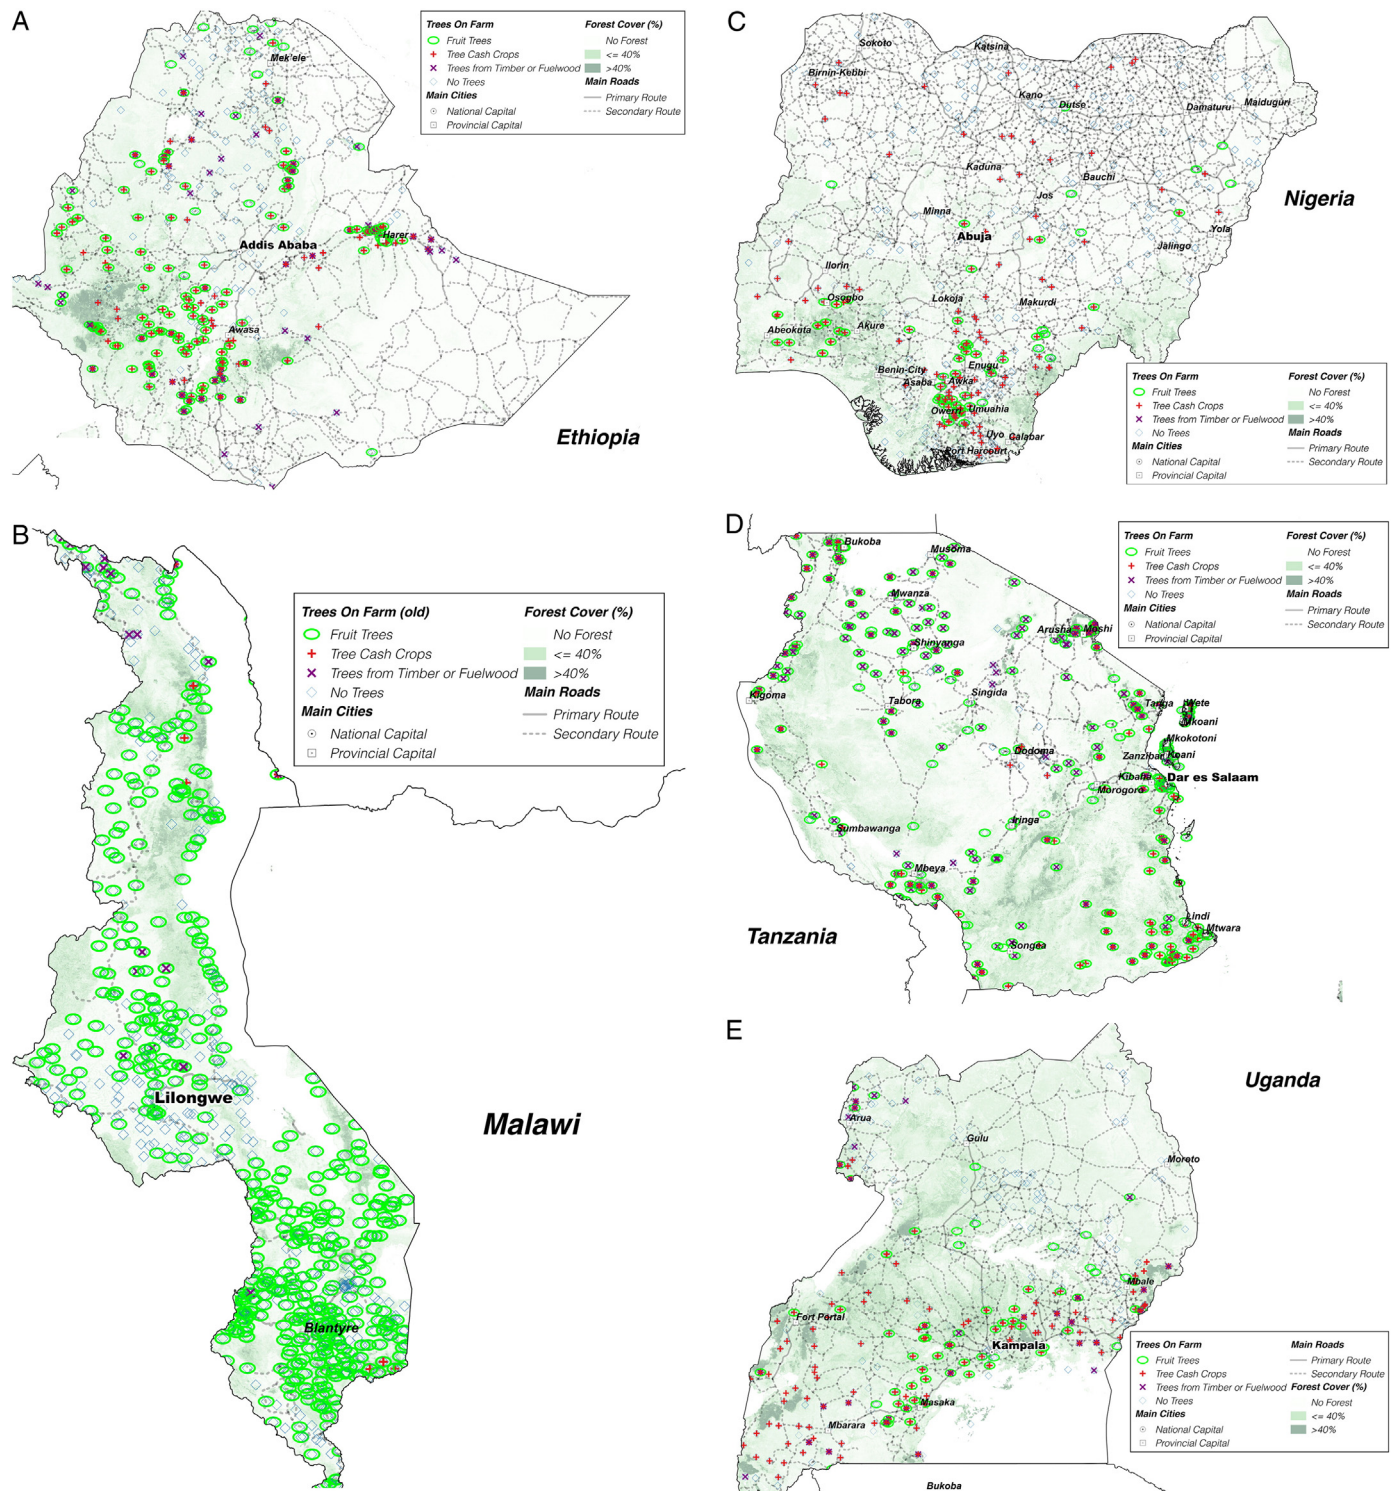 A
Trees On Farm
Forest Cover (%)
Fruit Trees
No Forest
Tree Cash Crops
<= 40%
Trees from Timber or Fuelwood
>40%
No Trees
Main Roads
Main Cities
Primary Route
National Capital
Secondary Route
Provincial Capital
Mek'ele
Addis Ababa
Harer
Awasa
Ethiopia
B
Trees On Farm (old)
Forest Cover (%)
Fruit Trees
No Forest
Tree Cash Crops
<= 40%
Trees from Timber or Fuelwood
>40%
No Trees
Main Roads
Main Cities
Primary Route
National Capital
Secondary Route
Provincial Capital
Lilongwe
Malawi
Blantyre
C
Sokoto
Katsina
Birnin-Kebbi
Kano
Dutse
Damaturu
Maiduguri
Kaduna
Bauchi
Jos
Nigeria
Minna
Abuja
Yola
Jalingo
Ilorin
Osogbo
Lokoja
Makurdi
Abeokuta
Akure
Benin-City
Enugu
Asaba
Awka
Owerri
Umuahia
Uyo
Calabar
Port Harcourt
Trees On Farm
Forest Cover (%)
Fruit Trees
No Forest
Tree Cash Crops
<= 40%
Trees from Timber or Fuelwood
>40%
No Trees
Main Roads
Main Cities
Primary Route
National Capital
Secondary Route
Provincial Capital
D
Trees On Farm
Forest Cover (%)
Fruit Trees
No Forest
Tree Cash Crops
<= 40%
Trees from Timber or Fuelwood
>40%
No Trees
Main Roads
Main Cities
Primary Route
National Capital
Secondary Route
Provincial Capital
Bukoba
Musoma
Mwanza
Arusha
Moshi
Shinyanga
Kigoma
Tabora
Singida
Tanga
Wete
Mkoani
Mkokotoni
Dodoma
Zanzibar
Koani
Kibaha
Dar es Salaam
Morogoro
Sumbawanga
Iringa
Mbeya
Lindi
Mtwara
Songea
Tanzania
E
Uganda
Arua
Gulu
Moroto
Mbale
Fort Portal
Kampala
Masaka
Mbarara
Bukoba
Trees On Farm
Main Roads
Fruit Trees
Primary Route
Tree Cash Crops
Secondary Route
Trees from Timber or Fuelwood
Forest Cover (%)
No Trees
No Forest
Main Cities
<= 40%
National Capital
>40%
Provincial Capital